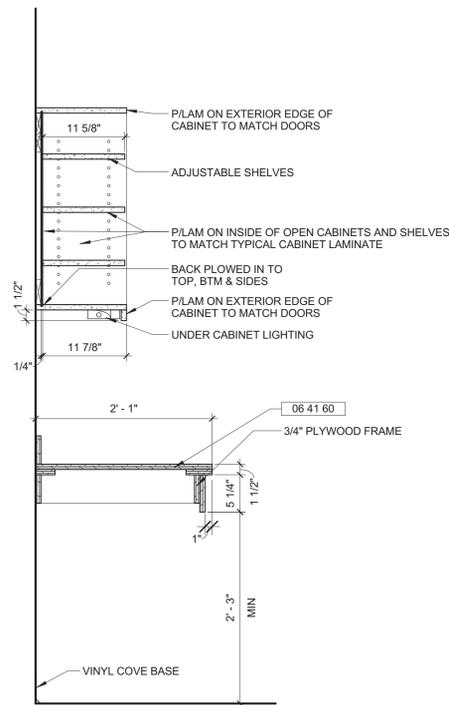 P/LAM ON EXTERIOR EDGE OF
CABINET TO MATCH DOORS
11 5/8"
ADJUSTABLE SHELVES
P/LAM ON INSIDE OF OPEN CABINETS AND SHELVES
TO MATCH TYPICAL CABINET LAMINATE
BACK PLOWED IN TO
TOP, BTM & SIDES
1 1/2"
P/LAM ON EXTERIOR EDGE OF
CABINET TO MATCH DOORS
UNDER CABINET LIGHTING
11 7/8"
1/4"
2' - 1"
06 41 60
3/4" PLYWOOD FRAME
5 1/4"
1 1/2"
1"
2' - 3"
MIN
VINYL COVE BASE